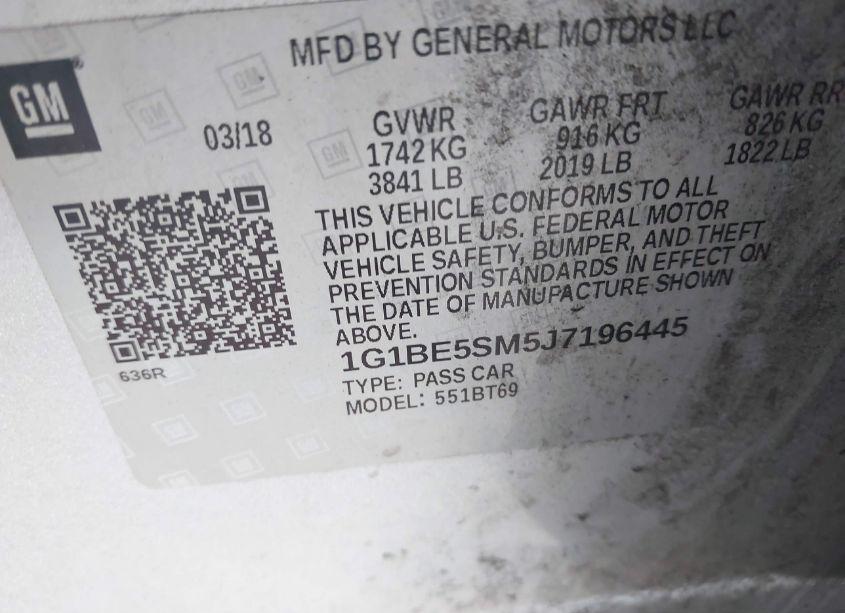 MFD BY GENERAL MOTORS LLC
GM
03/18
GVWR GAWR FRT GAWR RR
1742 KG 916 KG 826 KG
3841 LB 2019 LB 1822 LB
THIS VEHICLE CONFORMS TO ALL
APPLICABLE U.S. FEDERAL MOTOR
VEHICLE SAFETY, BUMPER, AND THEFT
PREVENTION STANDARDS IN EFFECT ON
THE DATE OF MANUFACTURE SHOWN
ABOVE.
1G1BE5SM5J7196445
636R
TYPE: PASS CAR
MODEL: 551BT69